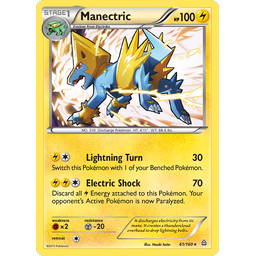 STAGE1 Manectric HP 100
Evolves from Electrike
NO. 310 Discharge Pokémon HT: 4'11" WT: 88.6 lbs.
Lightning Turn 30
Switch this Pokémon with 1 of your Benched Pokémon.
Electric Shock 70
Discard all Energy attached to this Pokémon. Your
opponent's Active Pokémon is now Paralyzed.
weakness resistance
×2 -20
retreat
It discharges electricity from its
mane. It creates a thundercloud
overhead to drop lightning bolts.
Illus. Naoki Saito
©2015 Pokémon
61/160